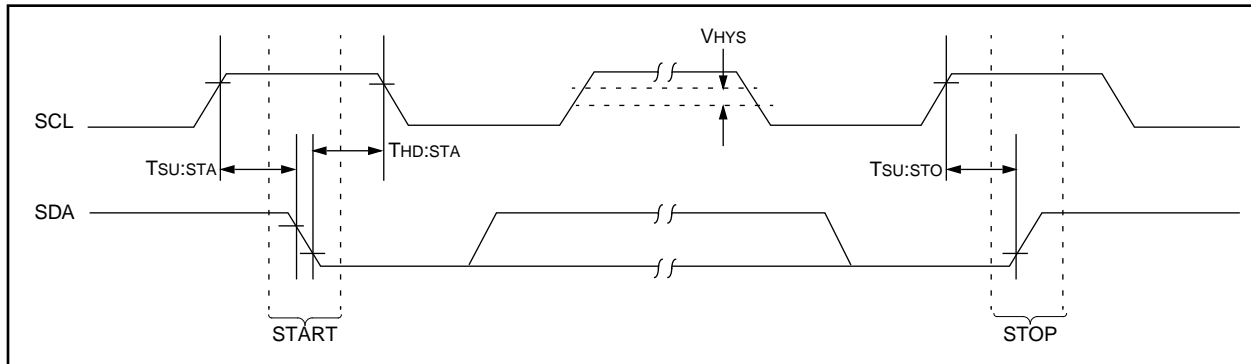 VHYS
SCL
TSU:STA
THD:STA
TSU:STO
SDA
START
STOP